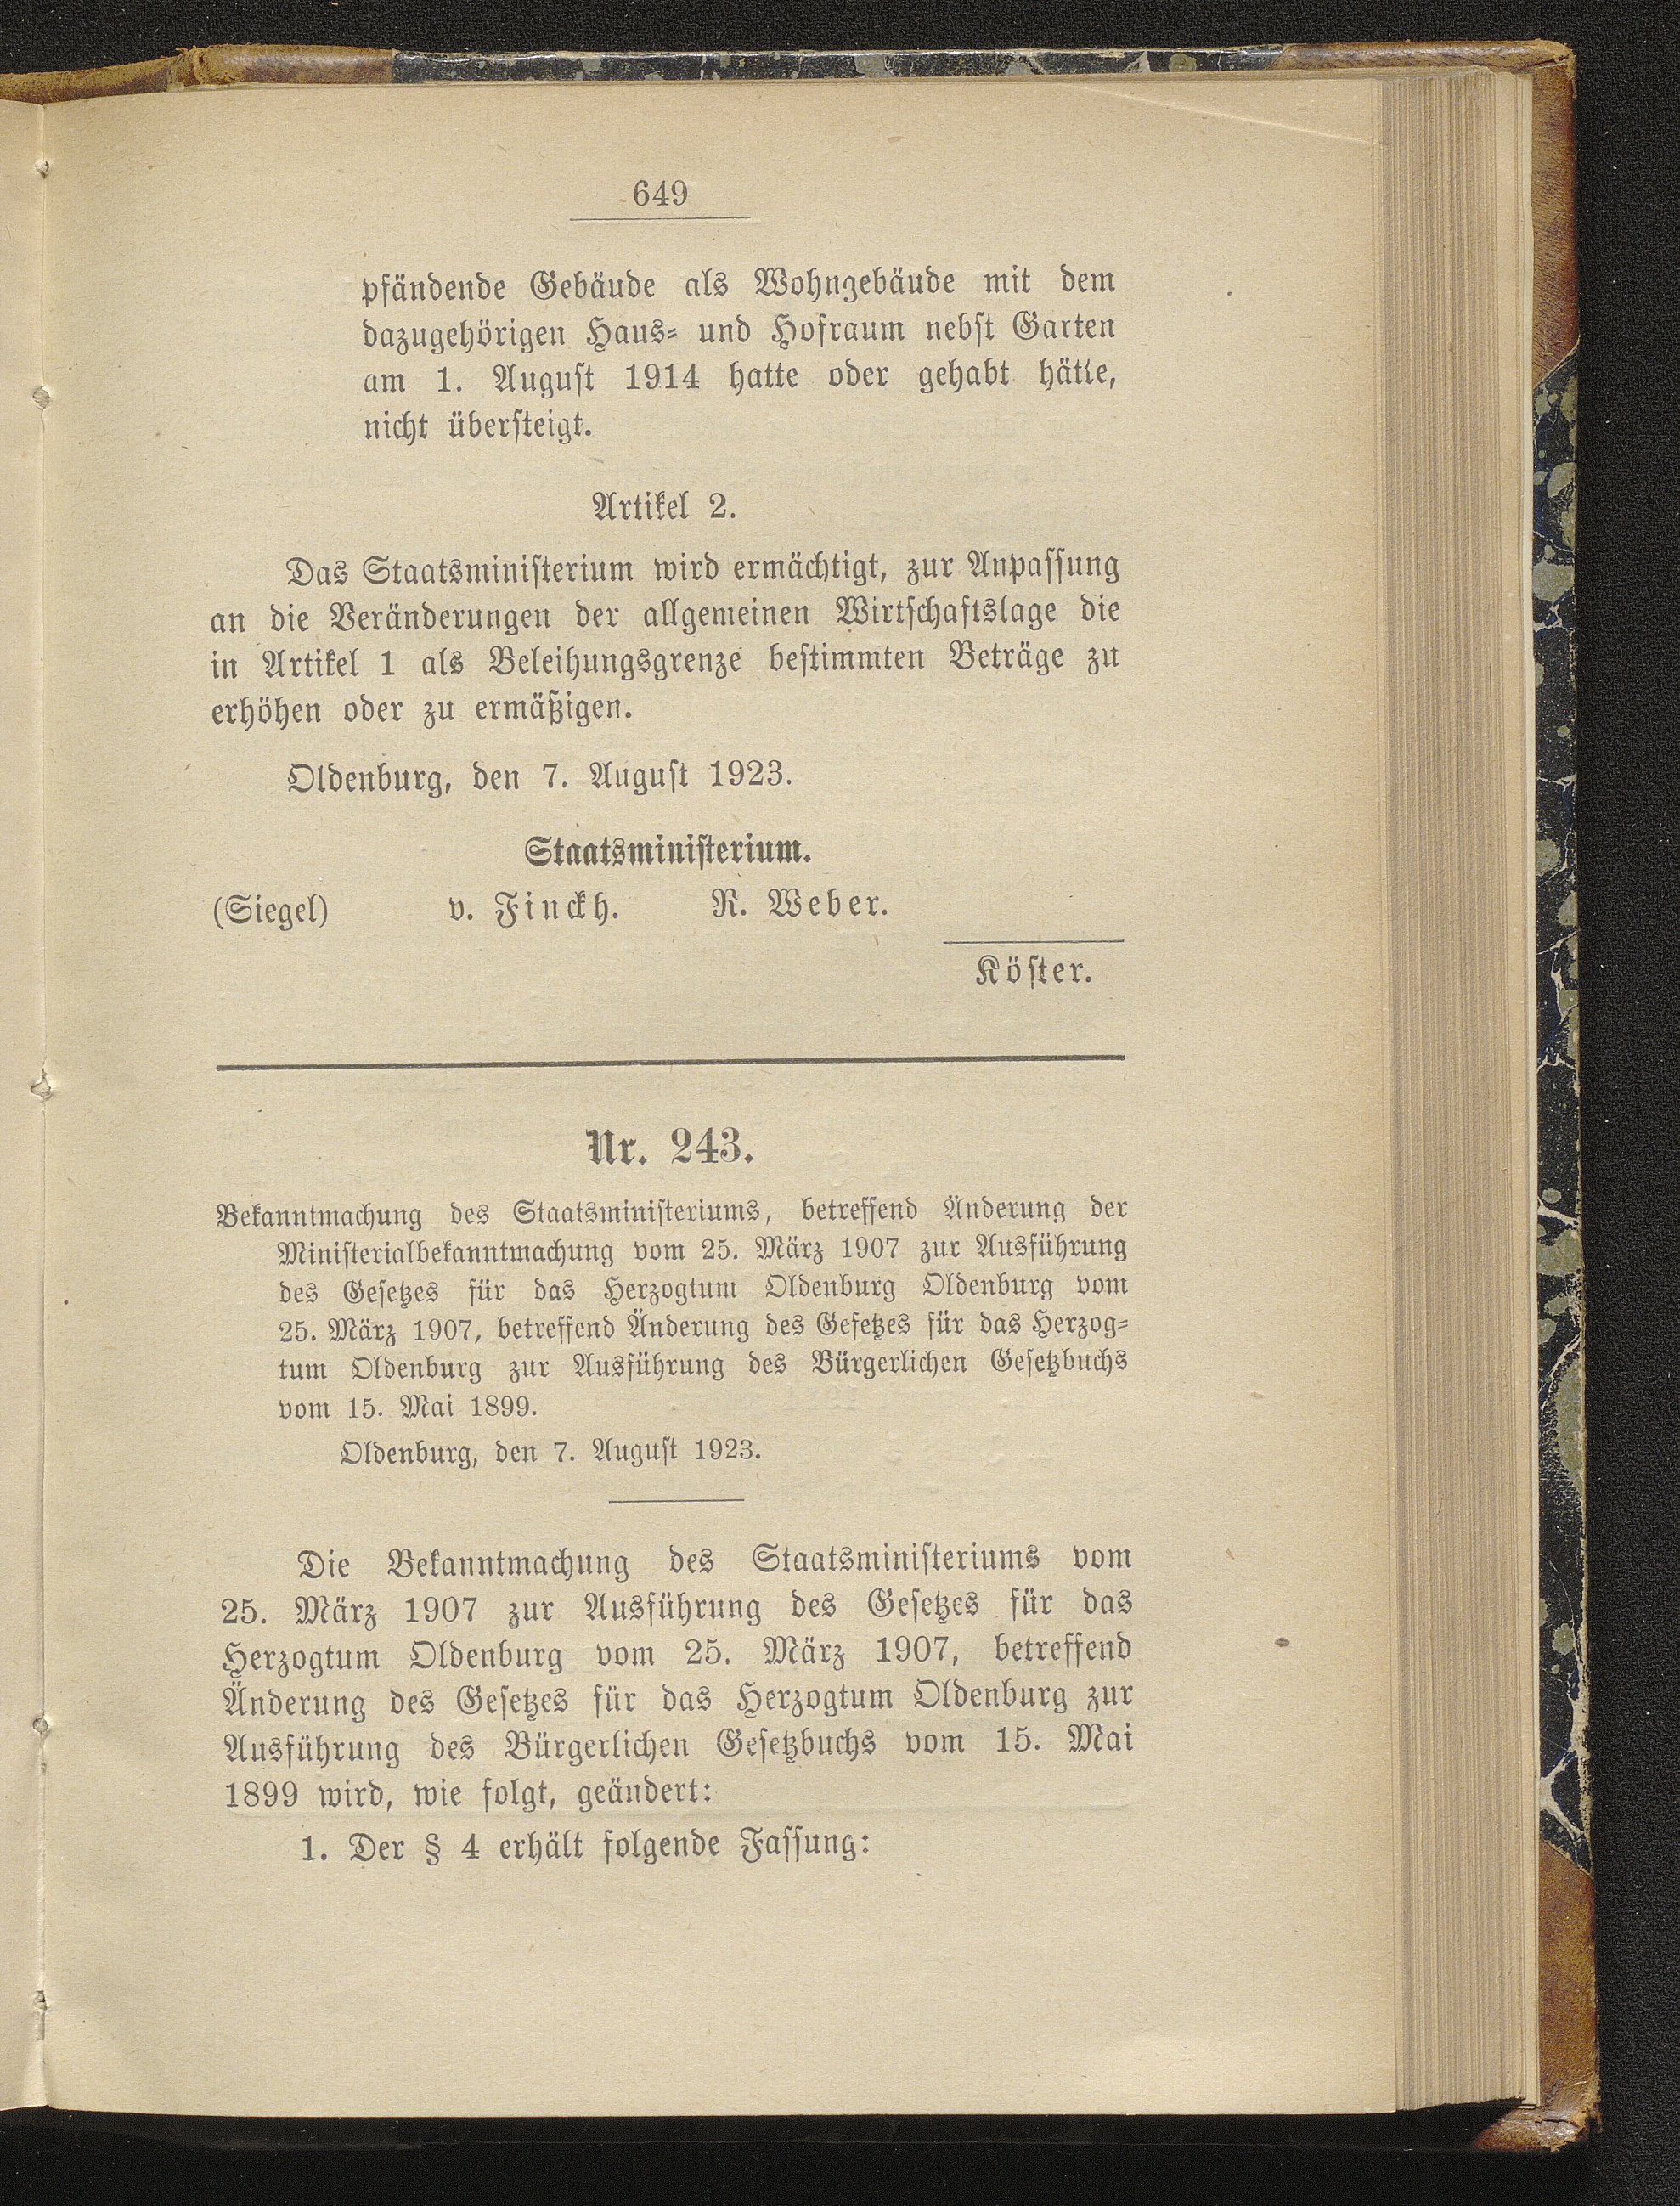 649
pfändende Gebäude als Wohngebäude mit dem
dazugehörigen Haus- und Hofraum nebst Garten
am 1. August 1914 hatte oder gehabt hätte,
nicht übersteigt.
Artikel 2.
Das Staatsministerium wird ermächtigt, zur Anpassung
an die Veränderungen der allgemeinen Wirtschaftslage die
in Artikel 1 als Beleihungsgrenze bestimmten Beträge zu
erhöhen oder zu ermäßigen.
Oldenburg, den 7. August 1923.
Staatsministerium.
(Siegel) v. Finckh. R. Weber.
Köster.
Nr. 243.
Bekanntmachung des Staatsministeriums, betreffend Änderung der
Ministerialbekanntmachung vom 25. März 1907 zur Ausführung
des Gesetzes für das Herzogtum Oldenburg Oldenburg vom
25. März 1907, betreffend Änderung des Gesetzes für das Herzog-
tum Oldenburg zur Ausführung des Bürgerlichen Gesetzbuchs
vom 15. Mai 1899.
Oldenburg, den 7. August 1923.
Die Bekanntmachung des Staatsministeriums vom
25. März 1907 zur Ausführung des Gesetzes für das
Herzogtum Oldenburg vom 25. März 1907, betreffend
Änderung des Gesetzes für das Herzogtum Oldenburg zur
Ausführung des Bürgerlichen Gesetzbuchs vom 15. Mai
1899 wird, wie folgt, geändert:
1. Der § 4 erhält folgende Fassung: